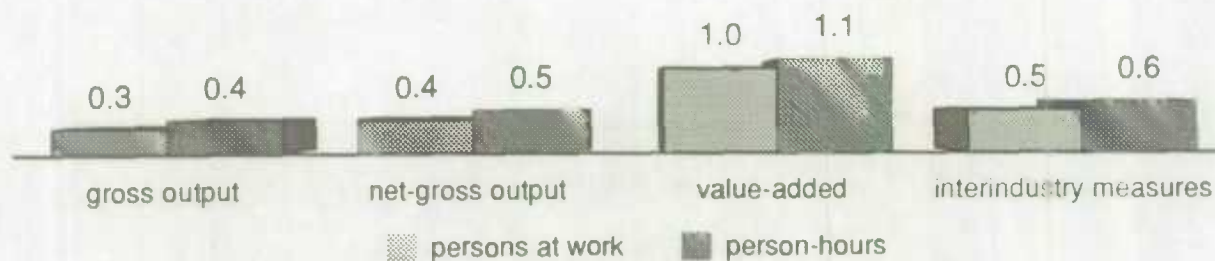 1.0 1.1
0.3 0.4 0.4 0.5 0.5 0.6
gross output net-gross output value-added interindustry measures
persons at work person-hours